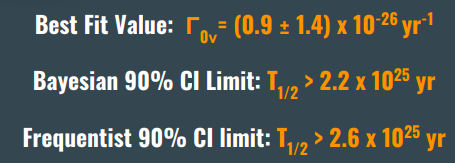 Best Fit Value: Γ₀ᵥ= (0.9 ± 1.4) x 10⁻²⁶ yr⁻¹
Bayesian 90% CI Limit: T₁/₂ > 2.2 x 10²⁵ yr
Frequentist 90% CI limit: T₁/₂ > 2.6 x 10²⁵ yr